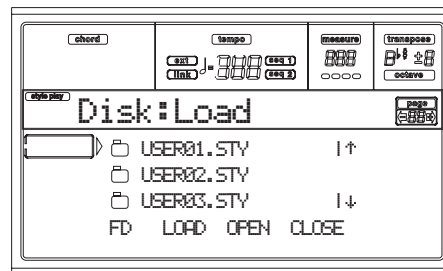 chord tempo measure transpose
ext seq 1
link seq 2
octave
style play
Disk:Load
page
USER01.STY
USER02.STY
USER03.STY
FD LOAD OPEN CLOSE